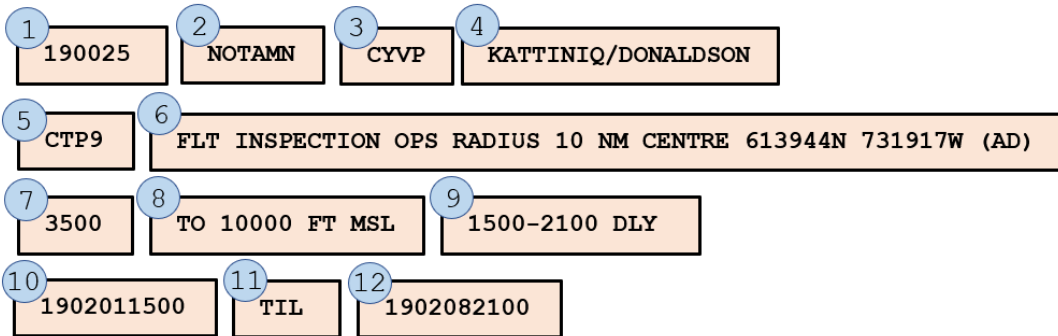 1 190025 2 NOTAMN 3 CYVP 4 KATTINIQ/DONALDSON
5 CTP9 6 FLT INSPECTION OPS RADIUS 10 NM CENTRE 613944N 731917W (AD)
7 3500 8 TO 10000 FT MSL 9 1500-2100 DLY
10 1902011500 11 TIL 12 1902082100